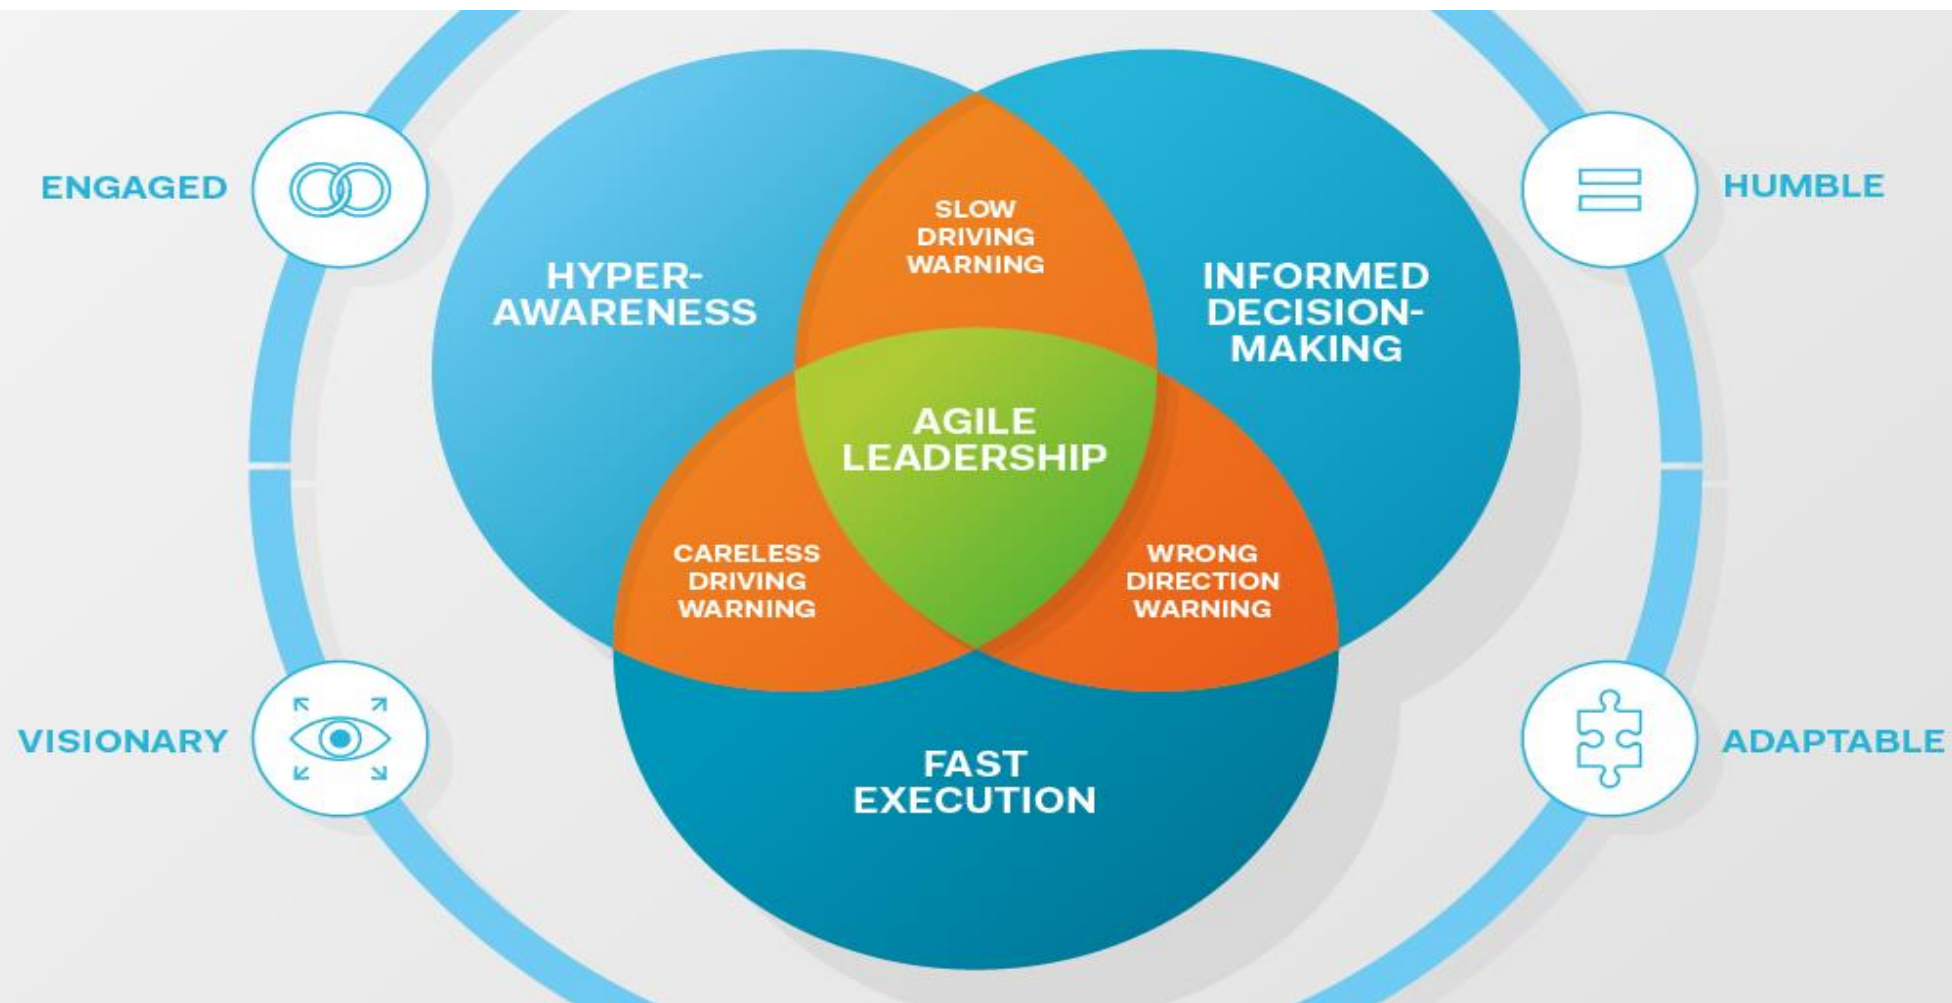 ENGAGED
HUMBLE
SLOW
DRIVING
WARNING
HYPER-
AWARENESS
INFORMED
DECISION-
MAKING
AGILE
LEADERSHIP
CARELESS
DRIVING
WARNING
WRONG
DIRECTION
WARNING
VISIONARY
ADAPTABLE
FAST
EXECUTION